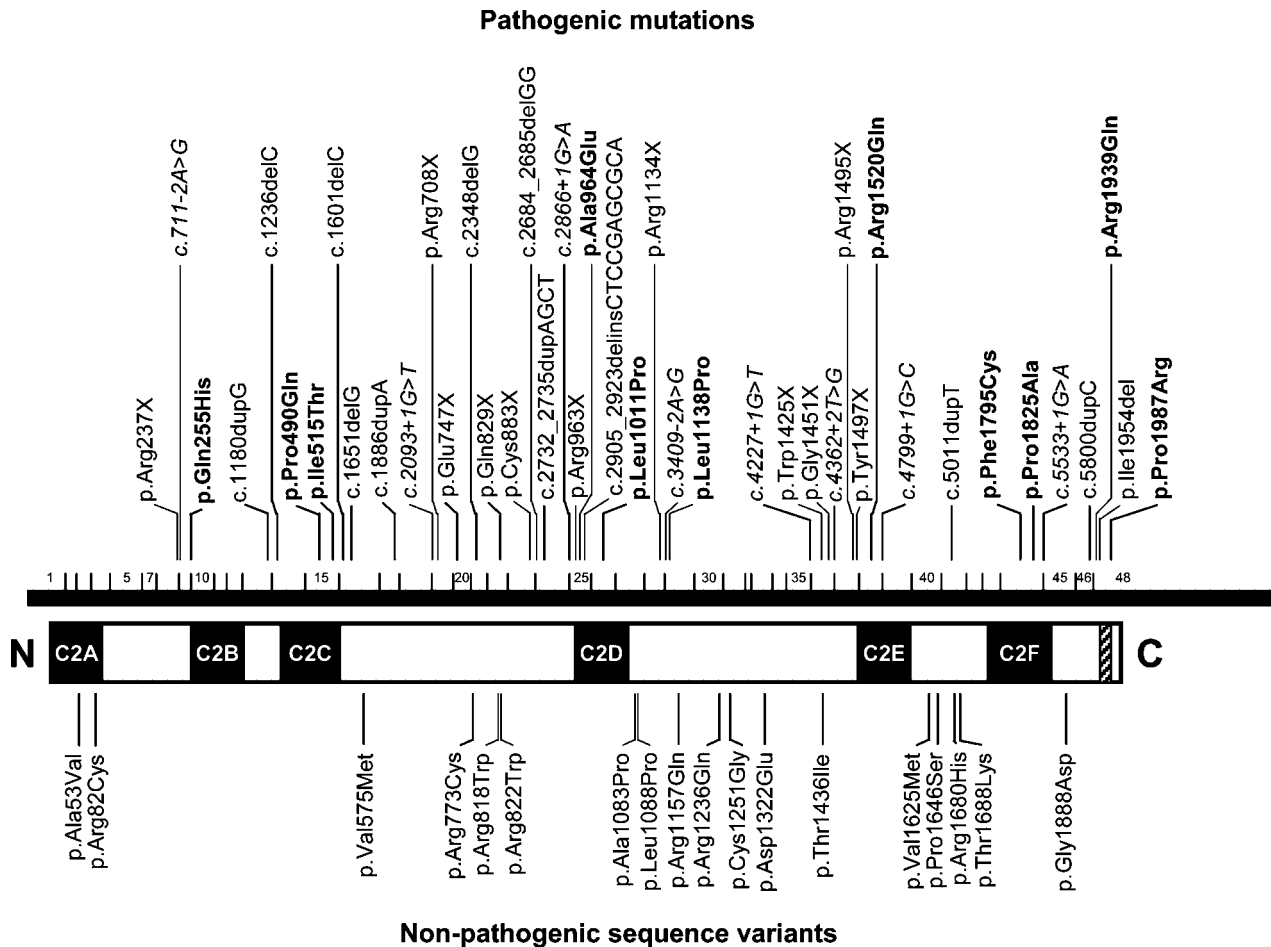 Pathogenic mutations
c.711-2A>G
c.1236delC
c.1601delC
p.Arg708X
c.2348delG
c.2684_2685delGG
c.2866+1G>A
p.Ala964Glu
p.Arg1134X
p.Arg1495X
p.Arg1520Gln
p.Arg1939Gln
p.Arg237X
p.Gln255His
c.1180dupG
p.Pro490Gln
p.Ile515Thr
c.1651delG
c.1886dupA
c.2093+1G>T
p.Glu747X
p.Gln829X
p.Cys883X
c.2732_2735dupAGCT
p.Arg963X
c.2905_2923delinsCTCCGAGCGCA
p.Leu1011Pro
c.3409-2A>G
p.Leu1138Pro
c.4227+1G>T
p.Trp1425X
p.Gly1451X
c.4362+2T>G
p.Tyr1497X
c.4799+1G>C
c.5011dupT
p.Phe1795Cys
p.Pro1825Ala
c.5533+1G>A
c.5800dupC
p.Ile1954del
p.Pro1987Arg
1 5 7 10 15 20 25 30 35 40 45 46 48
N C2A C2B C2C C2D C2E C2F C
p.Ala53Val
p.Arg82Cys
p.Val575Met
p.Arg773Cys
p.Arg818Trp
p.Arg822Trp
p.Ala1083Pro
p.Leu1088Pro
p.Arg1157Gln
p.Arg1236Gln
p.Cys1251Gly
p.Asp1322Glu
p.Thr1436Ile
p.Val1625Met
p.Pro1646Ser
p.Arg1680His
p.Thr1688Lys
p.Gly1888Asp
Non-pathogenic sequence variants